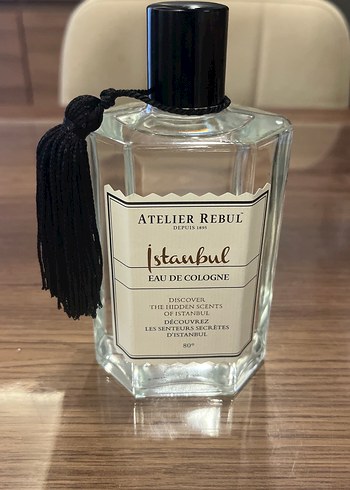 ATELIER REBUL™
DEPUIS 1895
İstanbul
EAU DE COLOGNE
DISCOVER
THE HIDDEN SCENTS
OF ISTANBUL
DÉCOUVREZ
LES SENTEURS SECRÈTES
D'ISTANBUL
80°